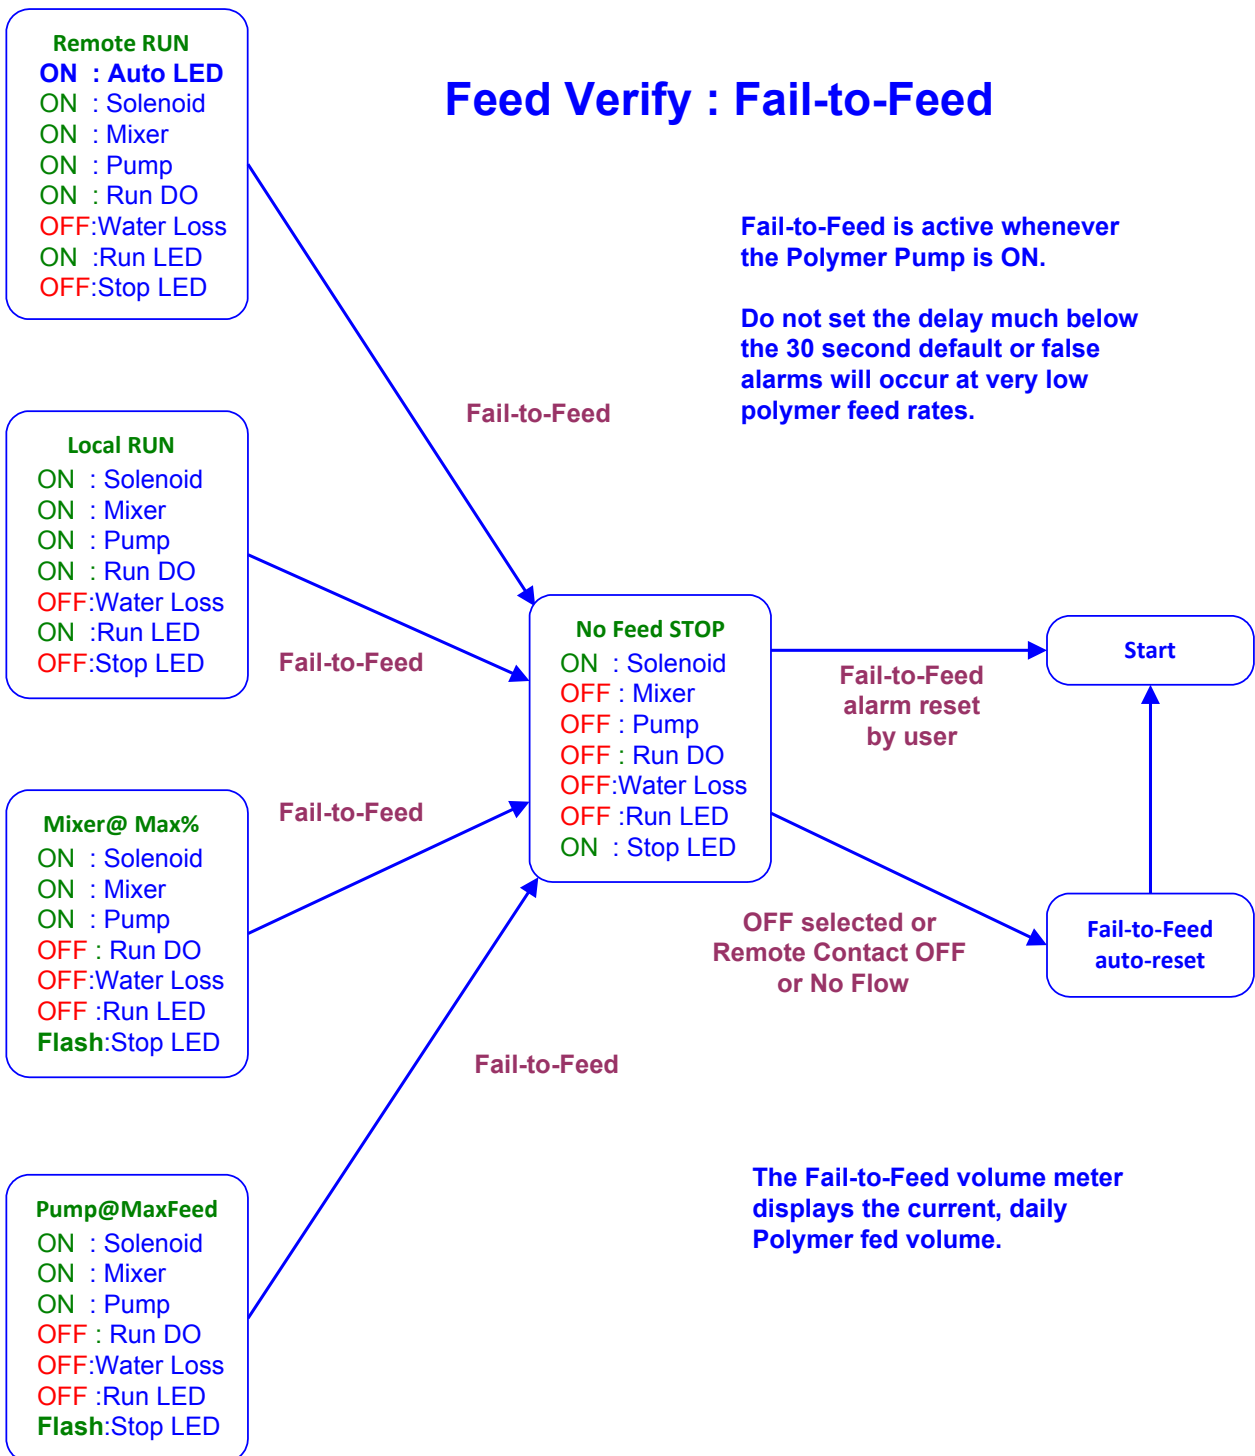 Feed Verify : Fail-to-Feed
Remote RUN
ON : Auto LED
ON : Solenoid
ON : Mixer
ON : Pump
ON : Run DO
OFF:Water Loss
ON :Run LED
OFF:Stop LED
Fail-to-Feed is active whenever
the Polymer Pump is ON.
Do not set the delay much below
the 30 second default or false
alarms will occur at very low
polymer feed rates.
Fail-to-Feed
Local RUN
ON : Solenoid
ON : Mixer
ON : Pump
ON : Run DO
OFF:Water Loss
ON :Run LED
OFF:Stop LED
Fail-to-Feed
No Feed STOP
ON : Solenoid
OFF : Mixer
OFF : Pump
OFF : Run DO
OFF:Water Loss
OFF :Run LED
ON : Stop LED
Fail-to-Feed
alarm reset
by user
Start
Mixer@ Max%
ON : Solenoid
ON : Mixer
ON : Pump
OFF : Run DO
OFF:Water Loss
OFF :Run LED
Flash:Stop LED
Fail-to-Feed
OFF selected or
Remote Contact OFF
or No Flow
Fail-to-Feed
auto-reset
Fail-to-Feed
Pump@MaxFeed
ON : Solenoid
ON : Mixer
ON : Pump
OFF : Run DO
OFF:Water Loss
OFF :Run LED
Flash:Stop LED
The Fail-to-Feed volume meter
displays the current, daily
Polymer fed volume.